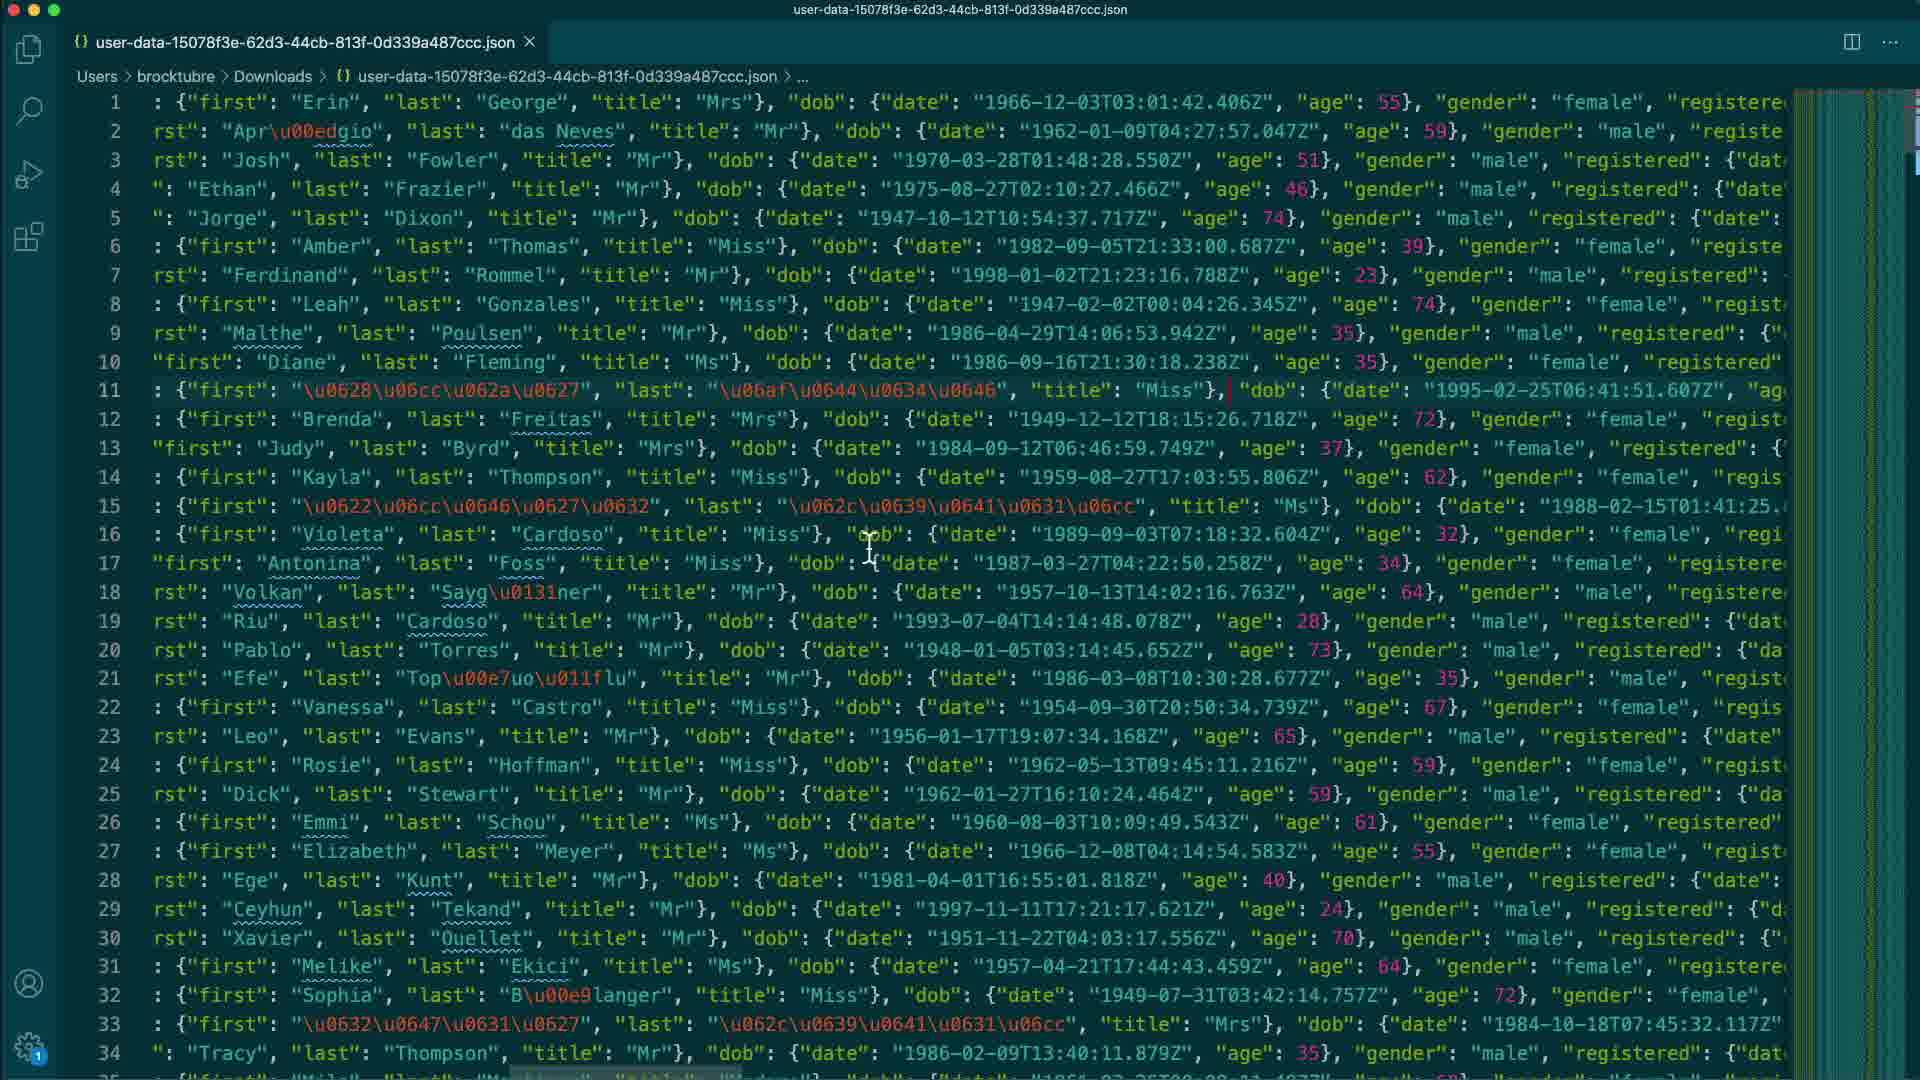 user-data-15078f3e-62d3-44cb-813f-0d339a487ccc.json
{} user-data-15078f3e-62d3-44cb-813f-0d339a487ccc.json ×
Users > brocktubre > Downloads > {} user-data-15078f3e-62d3-44cb-813f-0d339a487ccc.json > ...
1 : {"first": "Erin", "last": "George", "title": "Mrs"}, "dob": {"date": "1966-12-03T03:01:42.406Z", "age": 55}, "gender": "female", "registere
2 rst": "Apr\u00edgio", "last": "das Neves", "title": "Mr"}, "dob": {"date": "1962-01-09T04:27:57.047Z", "age": 59}, "gender": "male", "registe
3 rst": "Josh", "last": "Fowler", "title": "Mr"}, "dob": {"date": "1970-03-28T01:48:28.550Z", "age": 51}, "gender": "male", "registered": {"dat
4 ": "Ethan", "last": "Frazier", "title": "Mr"}, "dob": {"date": "1975-08-27T02:10:27.466Z", "age": 46}, "gender": "male", "registered": {"date
5 ": "Jorge", "last": "Dixon", "title": "Mr"}, "dob": {"date": "1947-10-12T10:54:37.717Z", "age": 74}, "gender": "male", "registered": {"date":
6 : {"first": "Amber", "last": "Thomas", "title": "Miss"}, "dob": {"date": "1982-09-05T21:33:00.687Z", "age": 39}, "gender": "female", "registe
7 rst": "Ferdinand", "last": "Rommel", "title": "Mr"}, "dob": {"date": "1998-01-02T21:23:16.788Z", "age": 23}, "gender": "male", "registered":
8 : {"first": "Leah", "last": "Gonzales", "title": "Miss"}, "dob": {"date": "1947-02-02T00:04:26.345Z", "age": 74}, "gender": "female", "regist
9 rst": "Malthe", "last": "Poulsen", "title": "Mr"}, "dob": {"date": "1986-04-29T14:06:53.942Z", "age": 35}, "gender": "male", "registered": {"
10 "first": "Diane", "last": "Fleming", "title": "Ms"}, "dob": {"date": "1986-09-16T21:30:18.238Z", "age": 35}, "gender": "female", "registered"
11 : {"first": "\u0628\u06cc\u062a\u0627", "last": "\u06af\u0644\u0634\u0646", "title": "Miss"}, "dob": {"date": "1995-02-25T06:41:51.607Z", "ag
12 : {"first": "Brenda", "last": "Freitas", "title": "Mrs"}, "dob": {"date": "1949-12-12T18:15:26.718Z", "age": 72}, "gender": "female", "registe
13 "first": "Judy", "last": "Byrd", "title": "Mrs"}, "dob": {"date": "1984-09-12T06:46:59.749Z", "age": 37}, "gender": "female", "registered": {"
14 : {"first": "Kayla", "last": "Thompson", "title": "Miss"}, "dob": {"date": "1959-08-27T17:03:55.806Z", "age": 62}, "gender": "female", "regis
15 : {"first": "\u0622\u06cc\u0646\u0627\u0632", "last": "\u062c\u0639\u0641\u0631\u06cc", "title": "Ms"}, "dob": {"date": "1988-02-15T01:41:25.
16 : {"first": "Violeta", "last": "Cardoso", "title": "Miss"}, "dob": {"date": "1989-09-03T07:18:32.604Z", "age": 32}, "gender": "female", "regi
17 "first": "Antonina", "last": "Foss", "title": "Miss"}, "dob": {"date": "1987-03-27T04:22:50.258Z", "age": 34}, "gender": "female", "registere
18 rst": "Volkan", "last": "Sayg\u0131ner", "title": "Mr"}, "dob": {"date": "1957-10-13T14:02:16.763Z", "age": 64}, "gender": "male", "registere
19 rst": "Riu", "last": "Cardoso", "title": "Mr"}, "dob": {"date": "1993-07-04T14:14:48.078Z", "age": 28}, "gender": "male", "registered": {"dat
20 rst": "Pablo", "last": "Torres", "title": "Mr"}, "dob": {"date": "1948-01-05T03:14:45.652Z", "age": 73}, "gender": "male", "registered": {"da
21 rst": "Efe", "last": "Top\u00e7uo\u011flu", "title": "Mr"}, "dob": {"date": "1986-03-08T10:30:28.677Z", "age": 35}, "gender": "male", "regist
22 : {"first": "Vanessa", "last": "Castro", "title": "Miss"}, "dob": {"date": "1954-09-30T20:50:34.739Z", "age": 67}, "gender": "female", "regis
23 rst": "Leo", "last": "Evans", "title": "Mr"}, "dob": {"date": "1956-01-17T19:07:34.168Z", "age": 65}, "gender": "male", "registered": {"date"
24 : {"first": "Rosie", "last": "Hoffman", "title": "Miss"}, "dob": {"date": "1962-05-13T09:45:11.216Z", "age": 59}, "gender": "female", "regist
25 rst": "Dick", "last": "Stewart", "title": "Mr"}, "dob": {"date": "1962-01-27T16:10:24.464Z", "age": 59}, "gender": "male", "registered": {"da
26 : {"first": "Emmi", "last": "Schou", "title": "Ms"}, "dob": {"date": "1960-08-03T10:09:49.543Z", "age": 61}, "gender": "female", "registered"
27 : {"first": "Elizabeth", "last": "Meyer", "title": "Ms"}, "dob": {"date": "1966-12-08T04:14:54.583Z", "age": 55}, "gender": "female", "regist
28 rst": "Ege", "last": "Kunt", "title": "Mr"}, "dob": {"date": "1981-04-01T16:55:01.818Z", "age": 40}, "gender": "male", "registered": {"date":
29 rst": "Ceyhun", "last": "Tekand", "title": "Mr"}, "dob": {"date": "1997-11-11T17:21:17.621Z", "age": 24}, "gender": "male", "registered": {"d
30 rst": "Xavier", "last": "Ouellet", "title": "Mr"}, "dob": {"date": "1951-11-22T04:03:17.556Z", "age": 70}, "gender": "male", "registered": {"
31 : {"first": "Melike", "last": "Ekici", "title": "Ms"}, "dob": {"date": "1957-04-21T17:44:43.459Z", "age": 64}, "gender": "female", "registere
32 : {"first": "Sophia", "last": "B\u00e9langer", "title": "Miss"}, "dob": {"date": "1949-07-31T03:42:14.757Z", "age": 72}, "gender": "female", "
33 : {"first": "\u0632\u0647\u0631\u0627", "last": "\u062c\u0639\u0641\u0631\u06cc", "title": "Mrs"}, "dob": {"date": "1984-10-18T07:45:32.117Z"
34 ": "Tracy", "last": "Thompson", "title": "Mr"}, "dob": {"date": "1986-02-09T13:40:11.879Z", "age": 35}, "gender": "male", "registered": {"dat
1